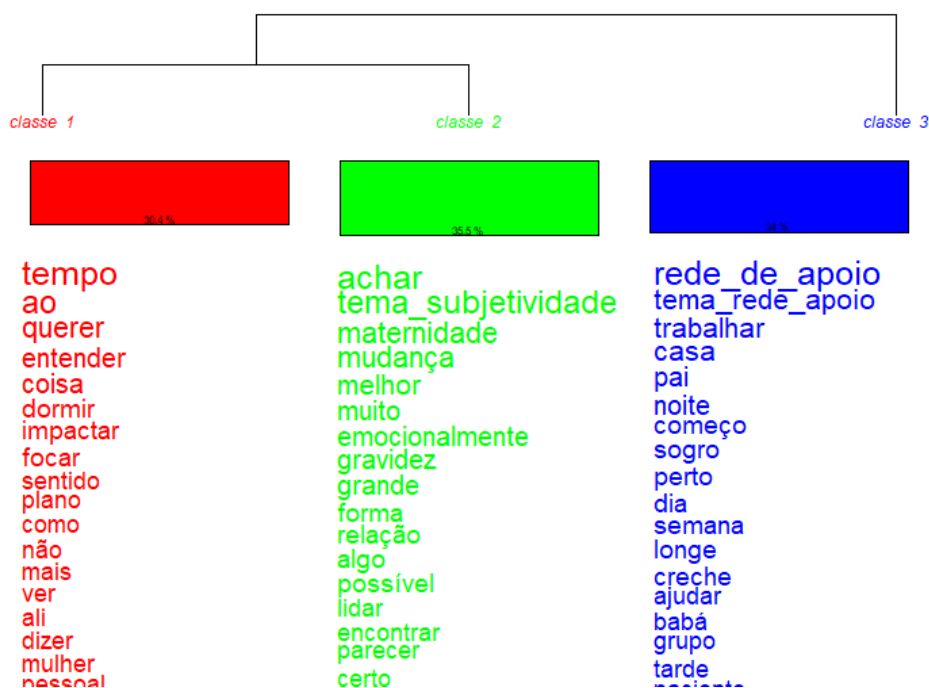 classe 1
classe 2
classe 3
30.4 %
35.5 %
34 %
tempo
ao
querer
entender
coisa
dormir
impactar
focar
sentido
plano
como
não
mais
ver
ali
dizer
mulher
pessoal
achar
tema_subjetividade
maternidade
mudança
melhor
muito
emocionalmente
gravidez
grande
forma
relação
algo
possível
lidar
encontrar
parecer
certo
rede_de_apoio
tema_rede_apoio
trabalhar
casa
pai
noite
começo
sogro
perto
dia
semana
longe
creche
ajudar
babá
grupo
tarde